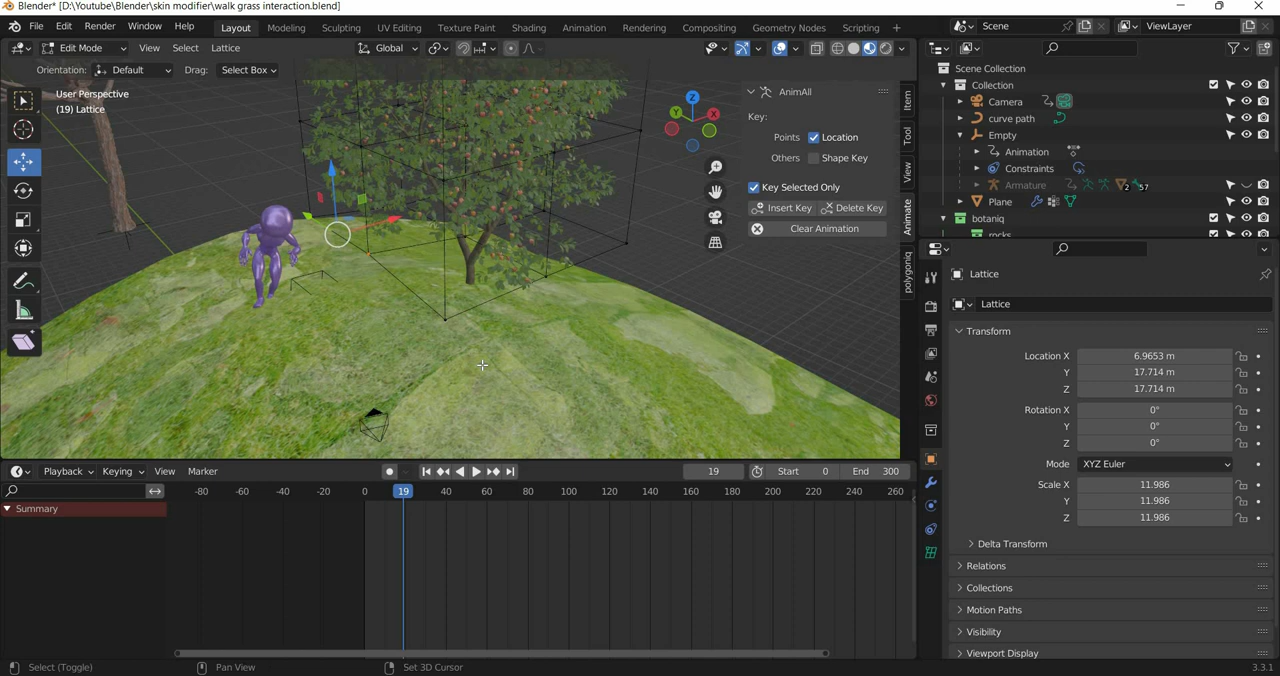 Blender* [D:\Youtube\Blender\skin modifier\walk grass interaction.blend]
File Edit Render Window Help Layout Modeling Sculpting UV Editing Texture Paint Shading Animation Rendering Compositing Geometry Nodes Scripting + Scene ViewLayer
Edit Mode View Select Lattice Global
Orientation: Default Drag: Select Box
User Perspective
(19) Lattice
AnimAll
Key:
Points Location
Others Shape Key
Key Selected Only
Insert Key Delete Key
Clear Animation
Z
Y
X
Item
Tool
View
Animate
polygoniq
Scene Collection
Collection
Camera
curve path
Empty
Animation
Constraints
Armature 2 57
Plane
botaniq
rocks
Lattice
Lattice
Transform
Location X 6.9653 m
Y 17.714 m
Z 17.714 m
Rotation X 0°
Y 0°
Z 0°
Mode XYZ Euler
Scale X 11.986
Y 11.986
Z 11.986
Delta Transform
Relations
Collections
Motion Paths
Visibility
Viewport Display
Playback Keying View Marker 19 Start 0 End 300
-80 -60 -40 -20 0 19 40 60 80 100 120 140 160 180 200 220 240 260
Summary
Select (Toggle) Pan View Set 3D Cursor 3.3.1